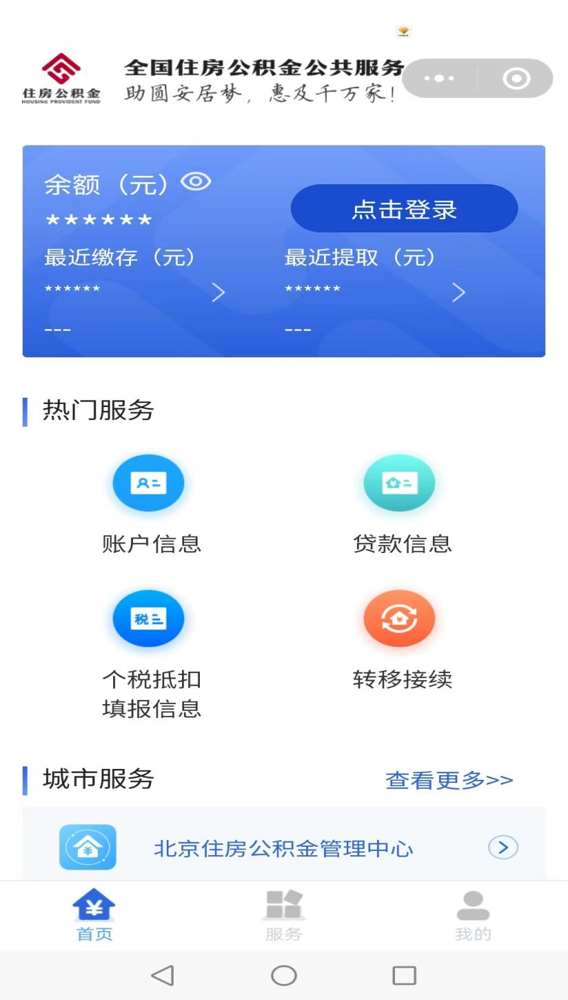 全国住房公积金公共服务
住房公积金
HOUSING PROVIDENT FUND
助圆安居梦，惠及千万家！
余额（元）
******
点击登录
最近缴存（元）
最近提取（元）
******
******
---
---
热门服务
账户信息
贷款信息
税
个税抵扣
填报信息
转移接续
城市服务
查看更多>>
北京住房公积金管理中心
首页
服务
我的